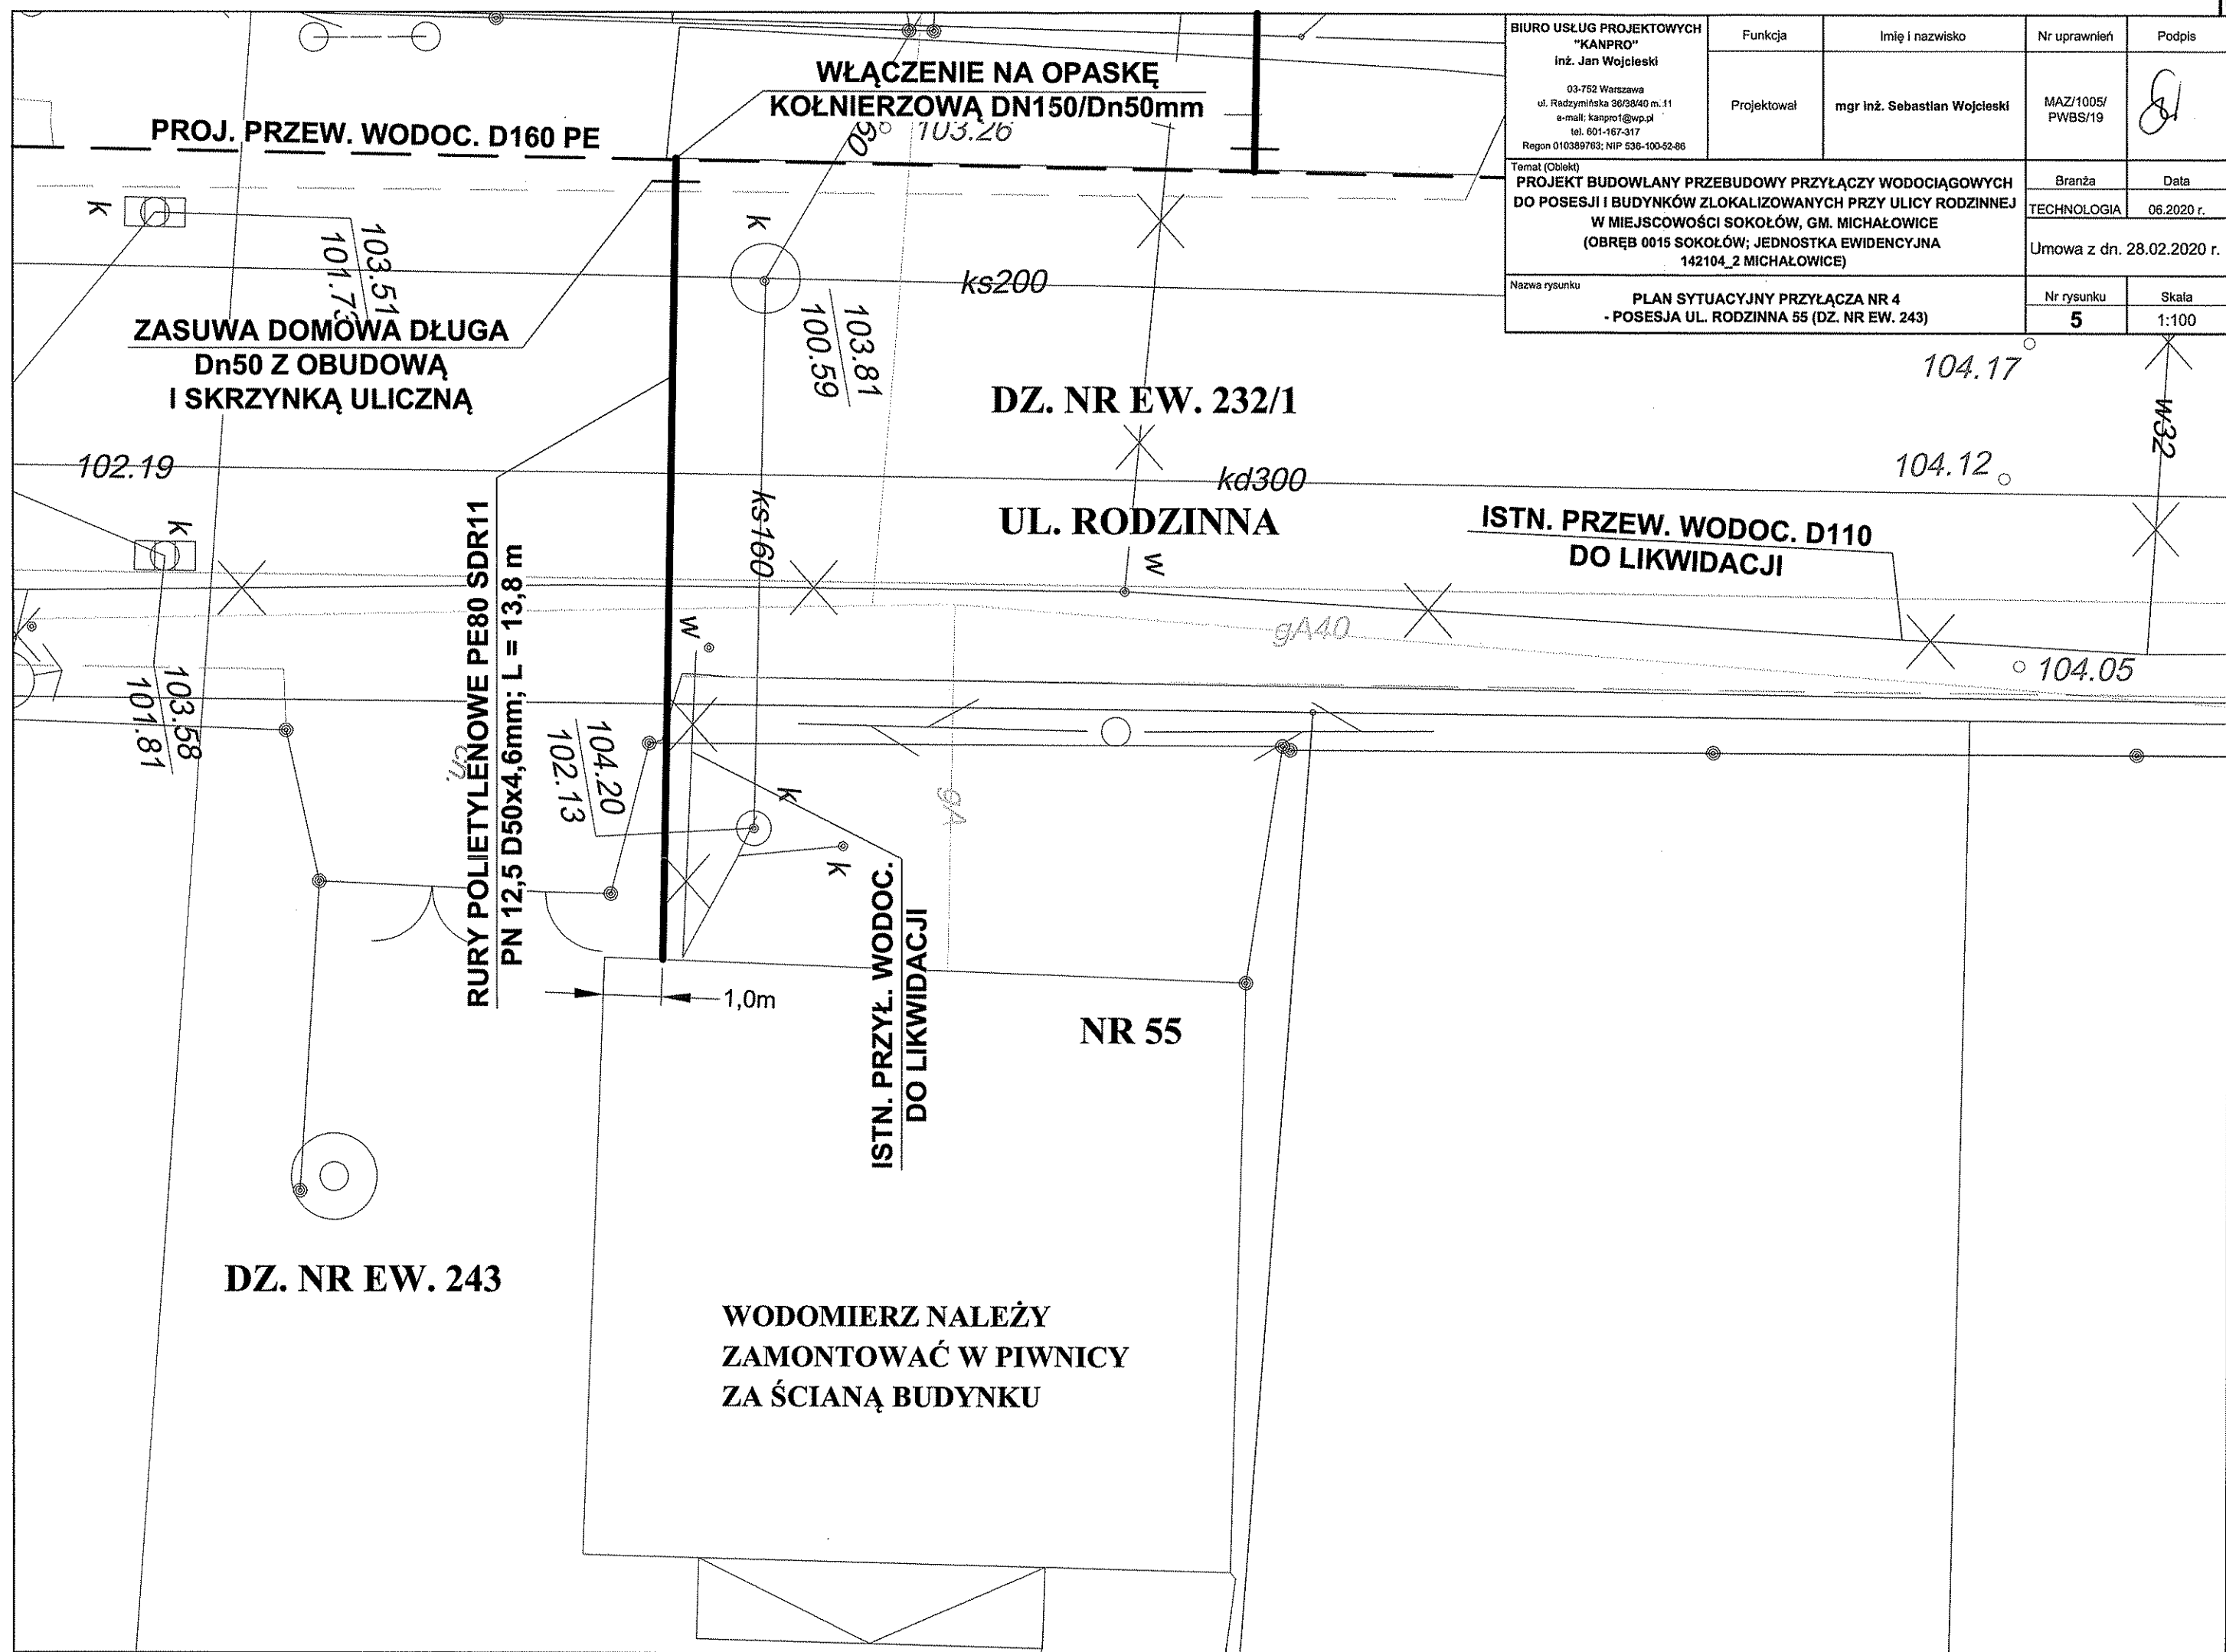 BIURO USŁUG PROJEKTOWYCH
"KANPRO"
inż. Jan Wojcieski
03-752 Warszawa
ul. Radzymińska 36/38/40 m. 11
e-mail; kanpro1@wp.pl
tel. 601-167-317
Regon 010389763; NIP 536-100-52-86
Funkcja
Imię i nazwisko
Nr uprawnień
Podpis
Projektował
mgr inż. Sebastian Wojcieski
MAZ/1005/
PWBS/19
Temat (Obiekt)
PROJEKT BUDOWLANY PRZEBUDOWY PRZYŁĄCZY WODOCIĄGOWYCH
DO POSESJI I BUDYNKÓW ZLOKALIZOWANYCH PRZY ULICY RODZINNEJ
W MIEJSCOWOŚCI SOKOŁÓW, GM. MICHAŁOWICE
(OBRĘB 0015 SOKOŁÓW; JEDNOSTKA EWIDENCYJNA
142104_2 MICHAŁOWICE)
Branża
Data
TECHNOLOGIA
06.2020 r.
Umowa z dn. 28.02.2020 r.
Nazwa rysunku
PLAN SYTUACYJNY PRZYŁĄCZA NR 4
- POSESJA UL. RODZINNA 55 (DZ. NR EW. 243)
Nr rysunku
Skala
5
1:100
WŁĄCZENIE NA OPASKĘ
KOŁNIERZOWĄ DN150/Dn50mm
PROJ. PRZEW. WODOC. D160 PE
103.26
k
103.51
101.73
k
ks200
ZASUWA DOMOWA DŁUGA
Dn50 Z OBUDOWĄ
I SKRZYNKĄ ULICZNĄ
103.81
100.59
DZ. NR EW. 232/1
104.17
w32
102.19
kd300
104.12
k
ks160
UL. RODZINNA
w
ISTN. PRZEW. WODOC. D110
DO LIKWIDACJI
RURY POLIETYLENOWE PE80 SDR11
PN 12,5 D50x4,6mm; L = 13,8 m
w
gA40
104.05
103.58
101.81
104.20
102.13
k
gA
k
ISTN. PRZYŁ. WODOC.
DO LIKWIDACJI
1,0m
NR 55
DZ. NR EW. 243
WODOMIERZ NALEŻY
ZAMONTOWAĆ W PIWNICY
ZA ŚCIANĄ BUDYNKU